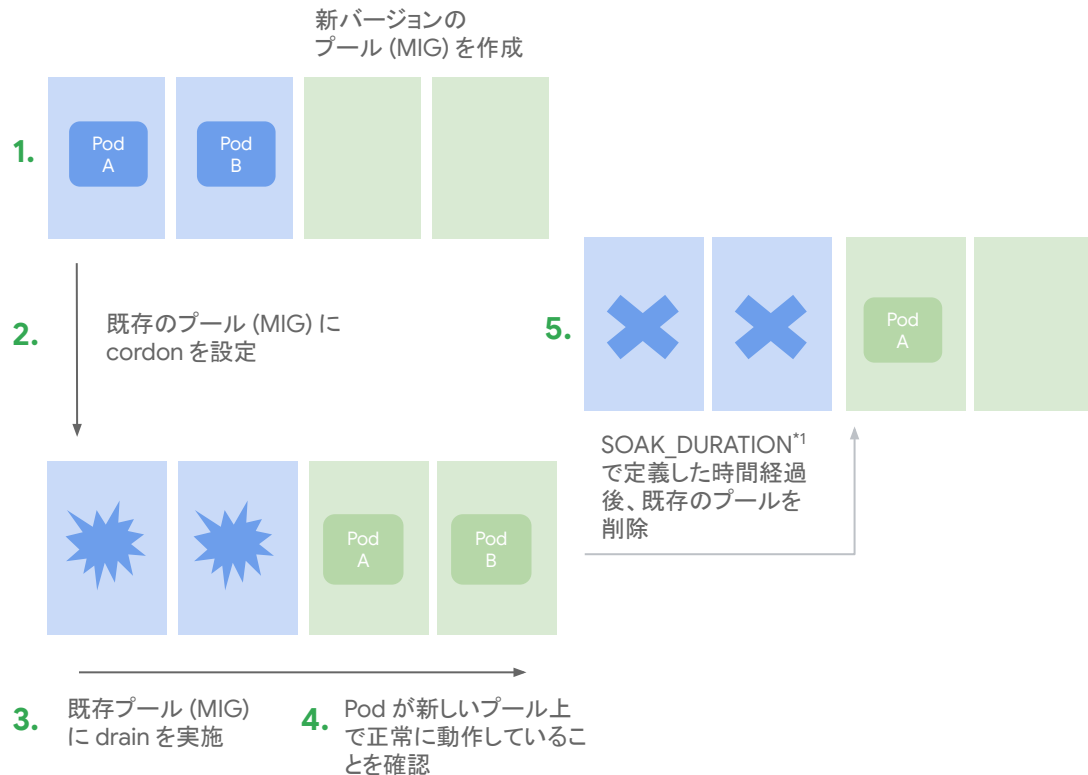 新バージョンの
プール (MIG) を作成
1.
Pod
A
Pod
B
2.
既存のプール (MIG) に
cordon を設定
Pod
A
Pod
B
3.
既存プール (MIG)
に drain を実施
4.
Pod が新しいプール上
で正常に動作しているこ
とを確認
5.
Pod
A
SOAK_DURATION*1
で定義した時間経過
後、既存のプールを
削除